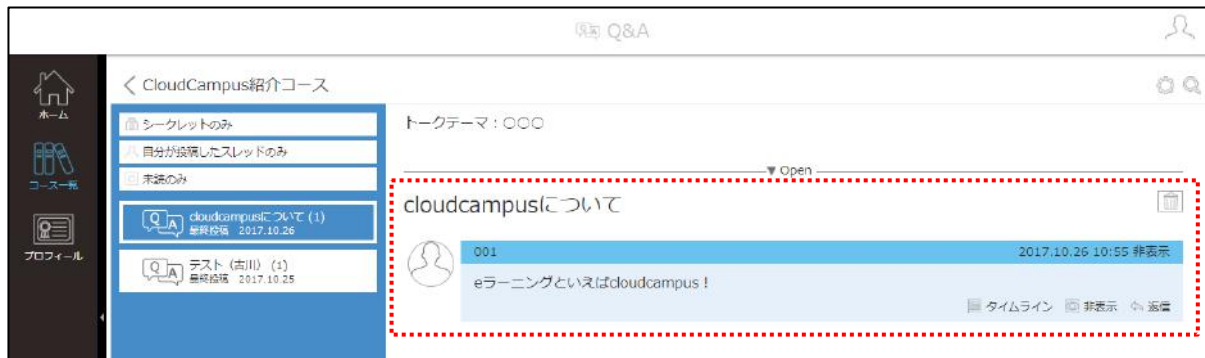 Q&A
ホーム
コース一覧
プロフィール
< CloudCampus紹介コース
シークレットのみ
自分が投稿したスレッドのみ
未読のみ
Q A
cloudcampusについて (1)
最終投稿 2017.10.26
Q A
テスト（古川） (1)
最終投稿 2017.10.25
トークテーマ：〇〇〇
▼ Open
cloudcampusについて
001 2017.10.26 10:55 非表示
eラーニングといえばcloudcampus！
タイムライン 非表示 返信